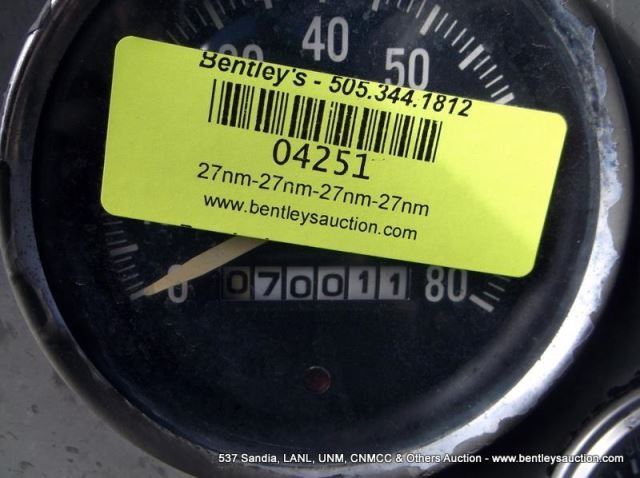 40
50
Bentley's - 505.344.1812
04251
27nm-27nm-27nm-27nm
www.bentleysauction.com
0
070011
80
537 Sandia, LANL, UNM, CNMCC & Others Auction - www.bentleysauction.com